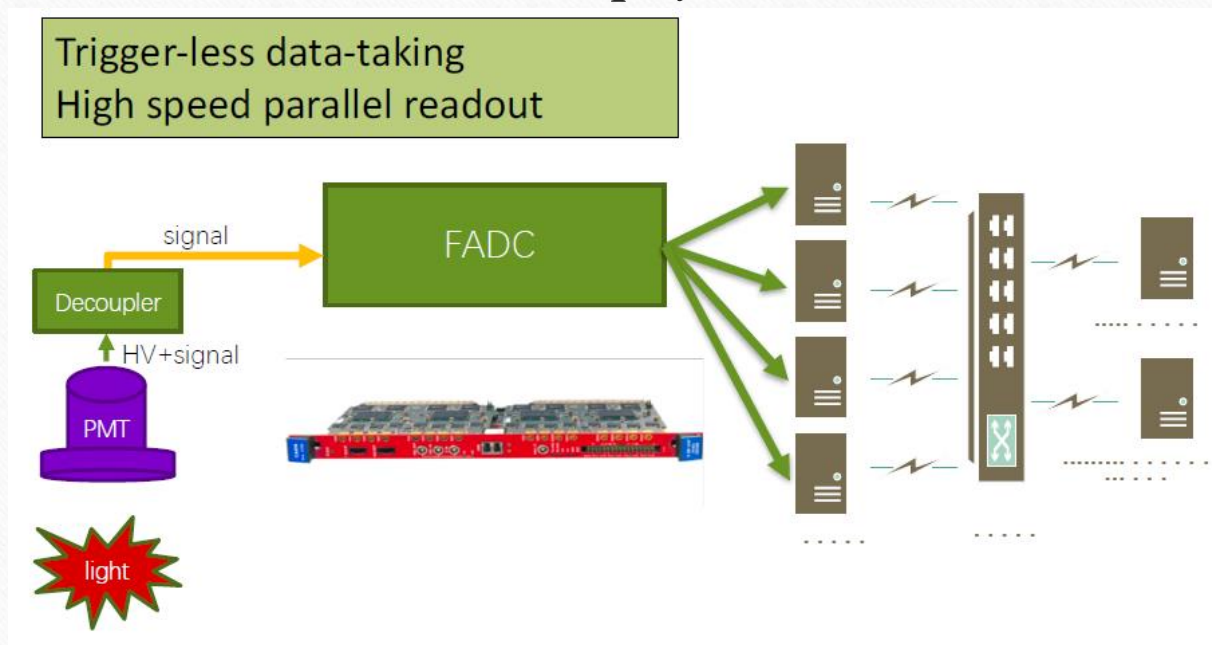 Trigger-less data-taking
High speed parallel readout
signal
FADC
Decoupler
HV+signal
PMT
light